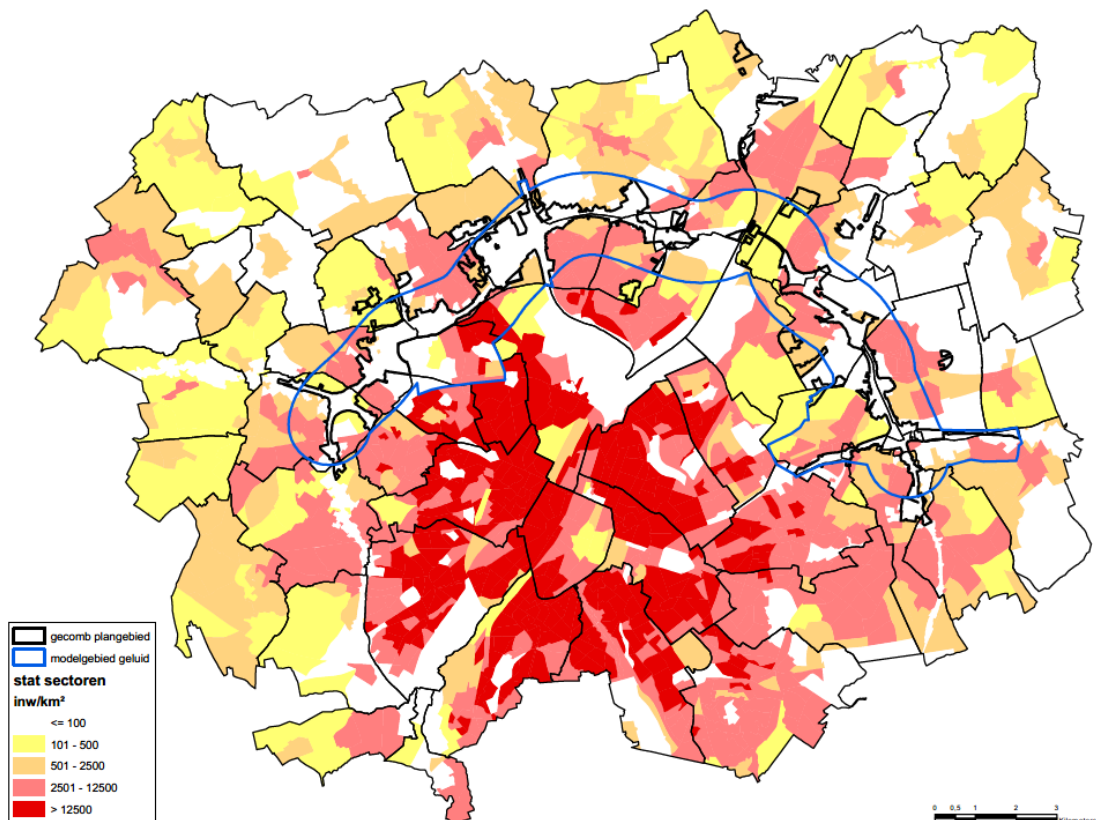 gecomb plangebied
modelgebied geluid
stat sectoren
inw/km²
<= 100
101 - 500
501 - 2500
2501 - 12500
> 12500
0 0,5 1 2 3
Kilometers